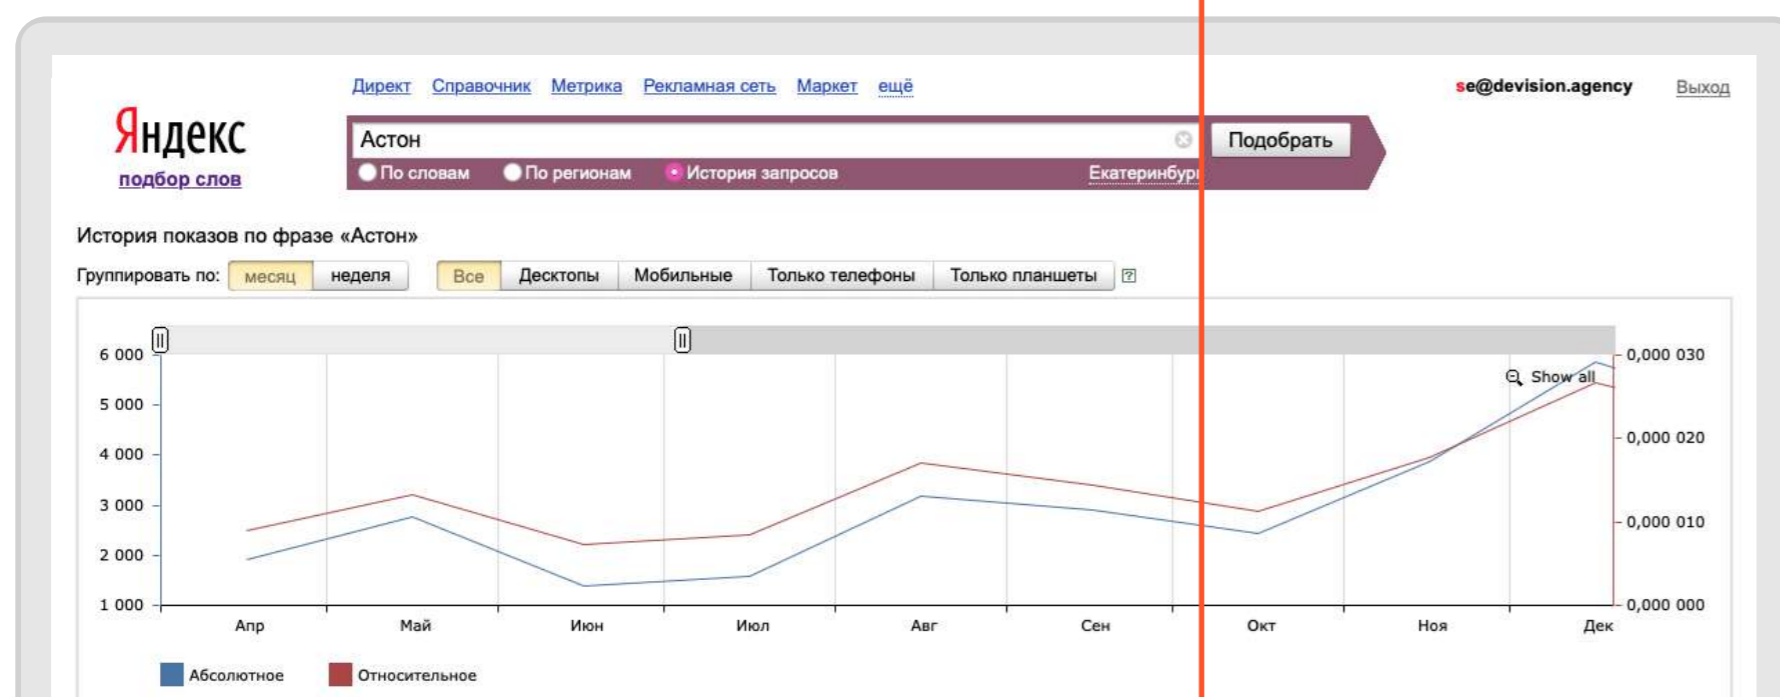 Директ Справочник Метрика Рекламная сеть Маркет ещё se@devision.agency Выход
Яндекс
подбор слов
Астон Подобрать
По словам По регионам История запросов Екатеринбург
История показов по фразе «Астон»
Группировать по: месяц неделя Все Десктопы Мобильные Только телефоны Только планшеты ?
6 000 0,000 030
Show all
5 000
4 000 0,000 020
3 000
0,000 010
2 000
1 000 0,000 000
Апр Май Июн Июл Авг Сен Окт Ноя Дек
Абсолютное Относительное